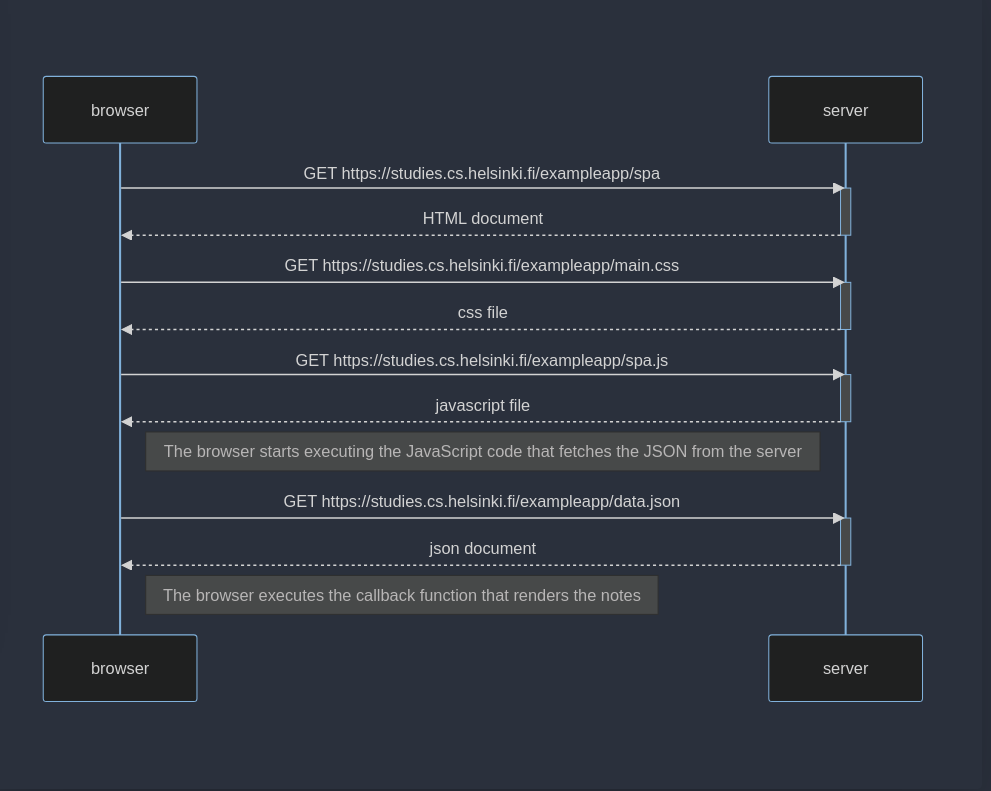 browser
server
GET https://studies.cs.helsinki.fi/exampleapp/spa
HTML document
GET https://studies.cs.helsinki.fi/exampleapp/main.css
css file
GET https://studies.cs.helsinki.fi/exampleapp/spa.js
javascript file
The browser starts executing the JavaScript code that fetches the JSON from the server
GET https://studies.cs.helsinki.fi/exampleapp/data.json
json document
The browser executes the callback function that renders the notes
browser
server